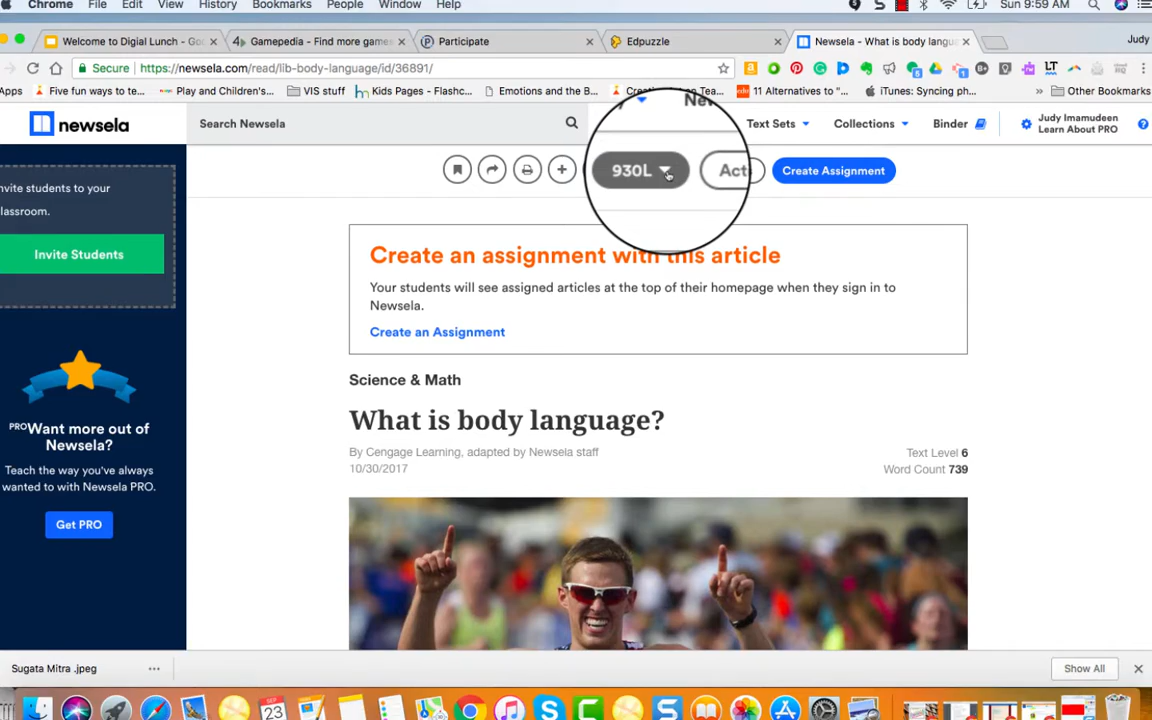 Chrome File Edit View History Bookmarks People Window Help Sun 9:59 AM
Welcome to Digial Lunch - Goo Gamepedia - Find more games Participate Edpuzzle Newsela - What is body langua Judy
Secure https://newsela.com/read/lib-body-language/id/36891/
Apps Five fun ways to te... Play and Children's... VIS stuff Kids Pages - Flashc... Emotions and the B... 11 Alternatives to "... iTunes: Syncing ph... » Other Bookmarks
newsela Search Newsela Text Sets Collections Binder Judy Imamudeen
Learn About PRO
930L Act Create Assignment
nvite students to your
lassroom.
Invite Students
Create an assignment with this article
Your students will see assigned articles at the top of their homepage when they sign in to
Newsela.
Create an Assignment
Science & Math
What is body language?
By Cengage Learning, adapted by Newsela staff
10/30/2017
Text Level 6
Word Count 739
PRO Want more out of
Newsela?
Teach the way you've always
wanted to with Newsela PRO.
Get PRO
Sugata Mitra .jpeg Show All
SEP
23